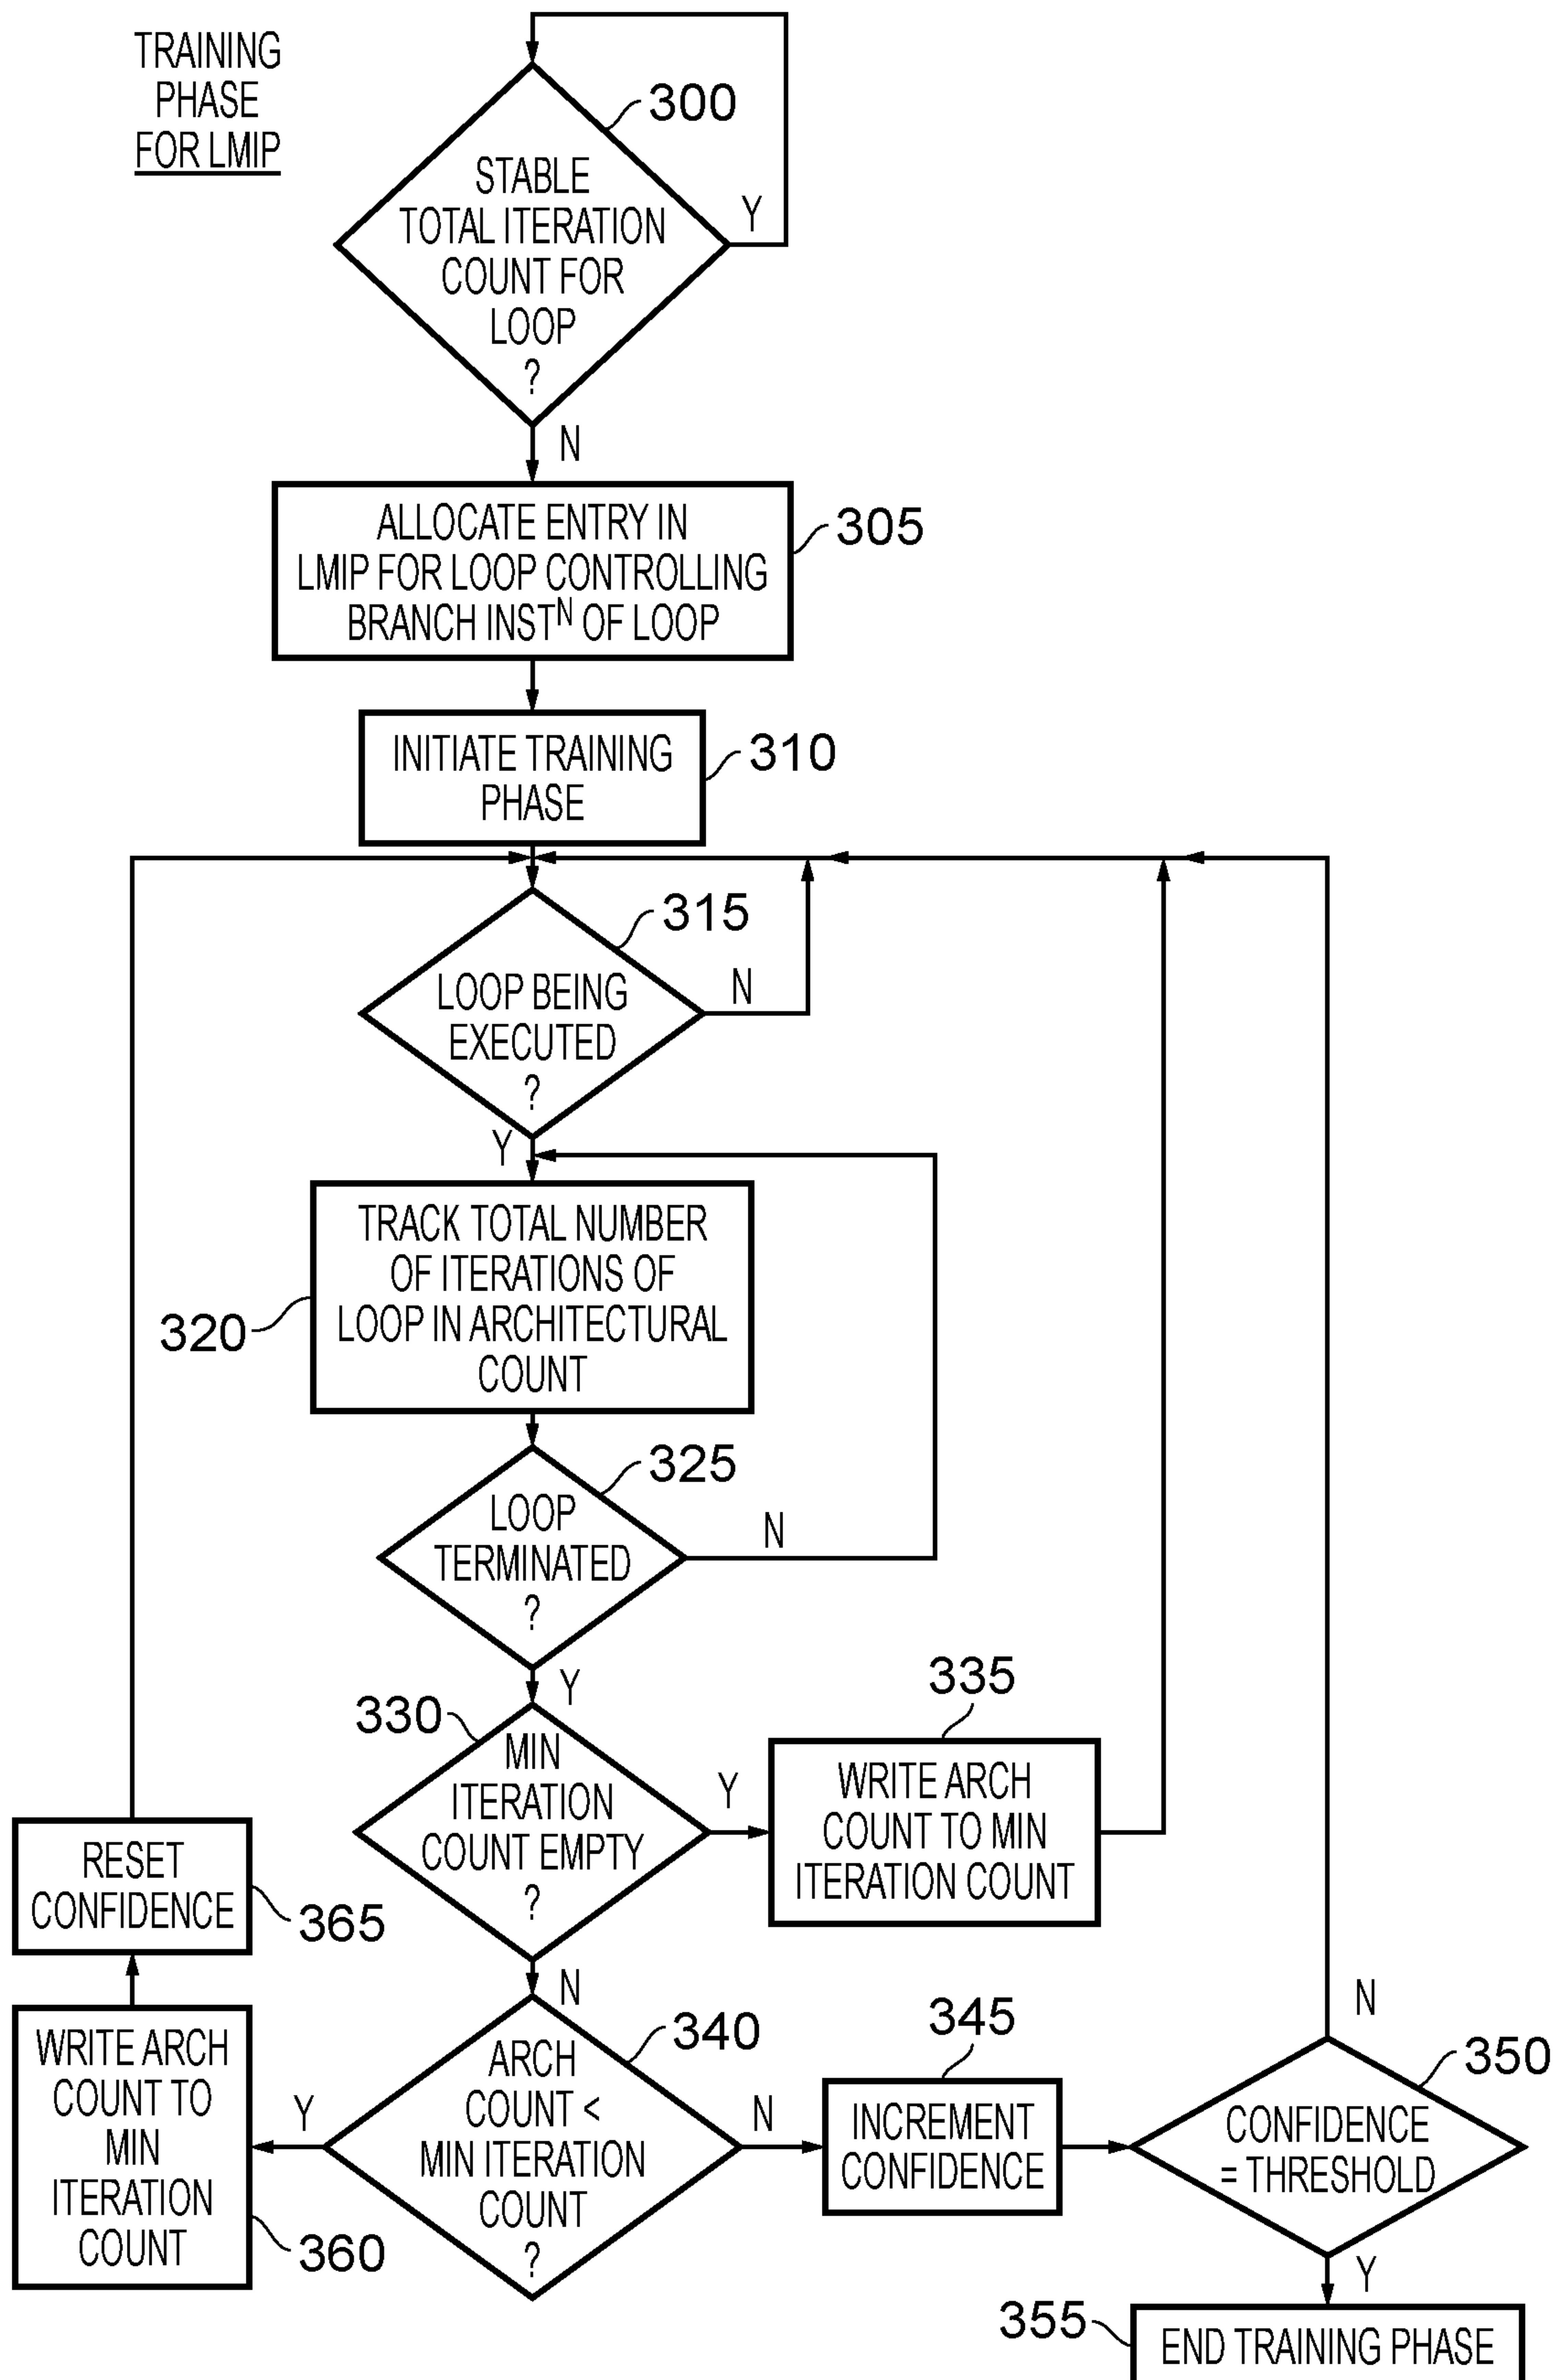 TRAINING
PHASE
FOR LMIP
300
STABLE
TOTAL ITERATION
COUNT FOR
LOOP
?
Y
N
ALLOCATE ENTRY IN
LMIP FOR LOOP CONTROLLING
BRANCH INSTᴺ OF LOOP
305
INITIATE TRAINING
PHASE
310
315
LOOP BEING
EXECUTED
?
N
Y
TRACK TOTAL NUMBER
OF ITERATIONS OF
LOOP IN ARCHITECTURAL
COUNT
320
325
LOOP
TERMINATED
?
N
Y
330
MIN
ITERATION
COUNT EMPTY
?
Y
335
WRITE ARCH
COUNT TO MIN
ITERATION COUNT
N
RESET
CONFIDENCE
365
340
ARCH
COUNT <
MIN ITERATION
COUNT
?
Y
WRITE ARCH
COUNT TO
MIN
ITERATION
COUNT
360
N
345
INCREMENT
CONFIDENCE
350
CONFIDENCE
= THRESHOLD
N
Y
355
END TRAINING PHASE